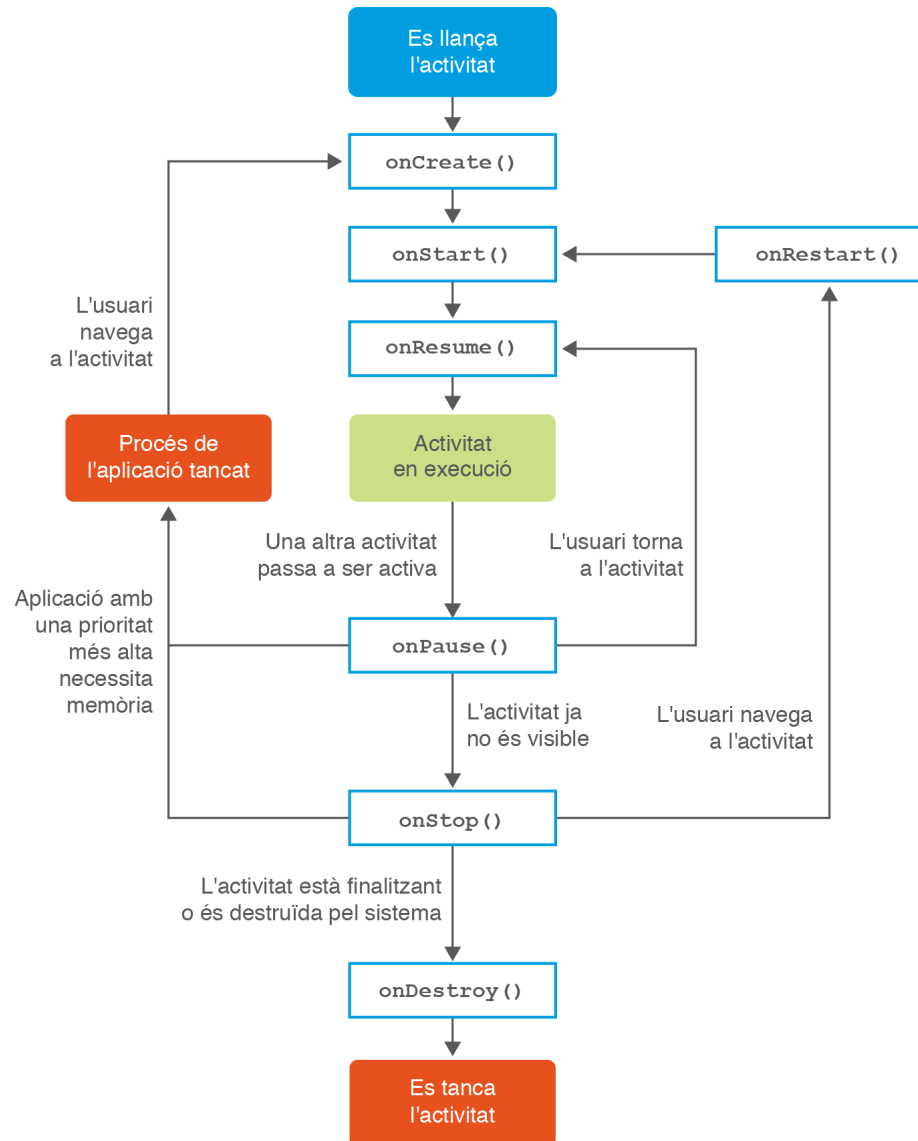 Es llança
l'activitat
onCreate()
onStart()
onRestart()
L'usuari
navega
a l'activitat
onResume()
Procés de
l'aplicació tancat
Activitat
en execució
Una altra activitat
passa a ser activa
L'usuari torna
a l'activitat
Aplicació amb
una prioritat
més alta
necessita
memòria
onPause()
L'activitat ja
no és visible
L'usuari navega
a l'activitat
onStop()
L'activitat està finalitzant
o és destruïda pel sistema
onDestroy()
Es tanca
l'activitat